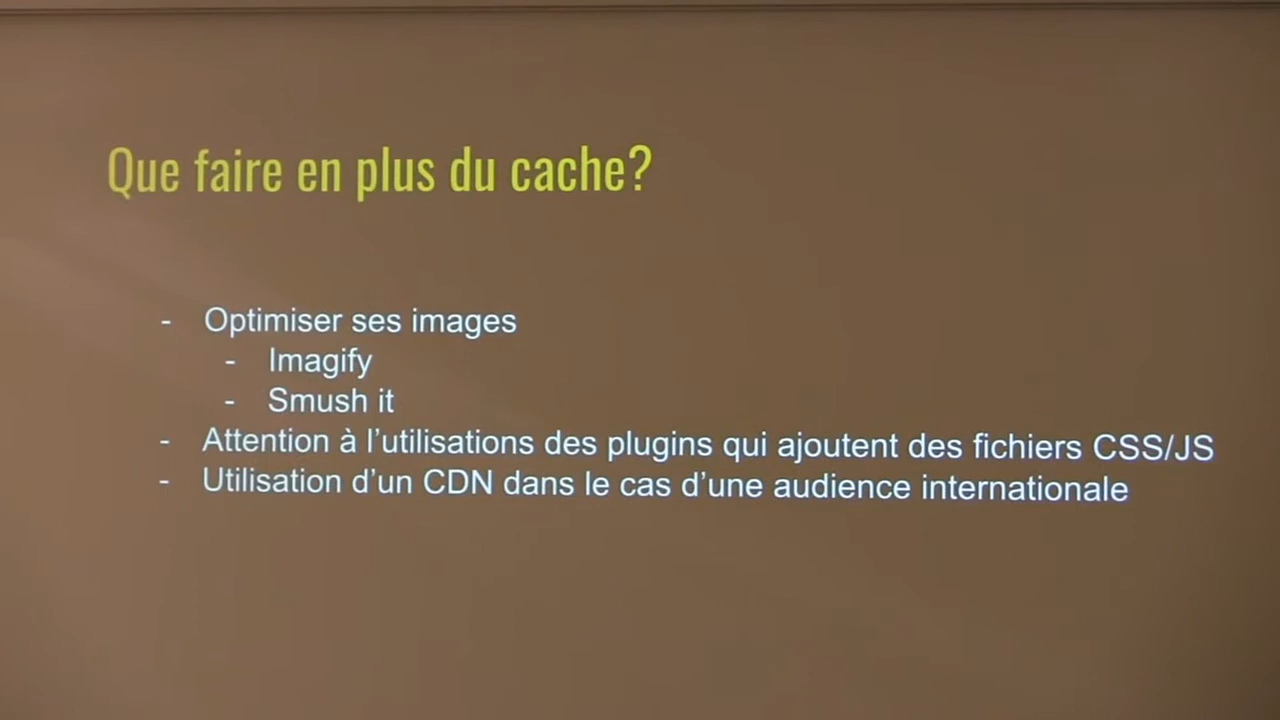 Que faire en plus du cache?
- Optimiser ses images
- Imagify
- Smush it
- Attention à l’utilisations des plugins qui ajoutent des fichiers CSS/JS
- Utilisation d’un CDN dans le cas d’une audience internationale